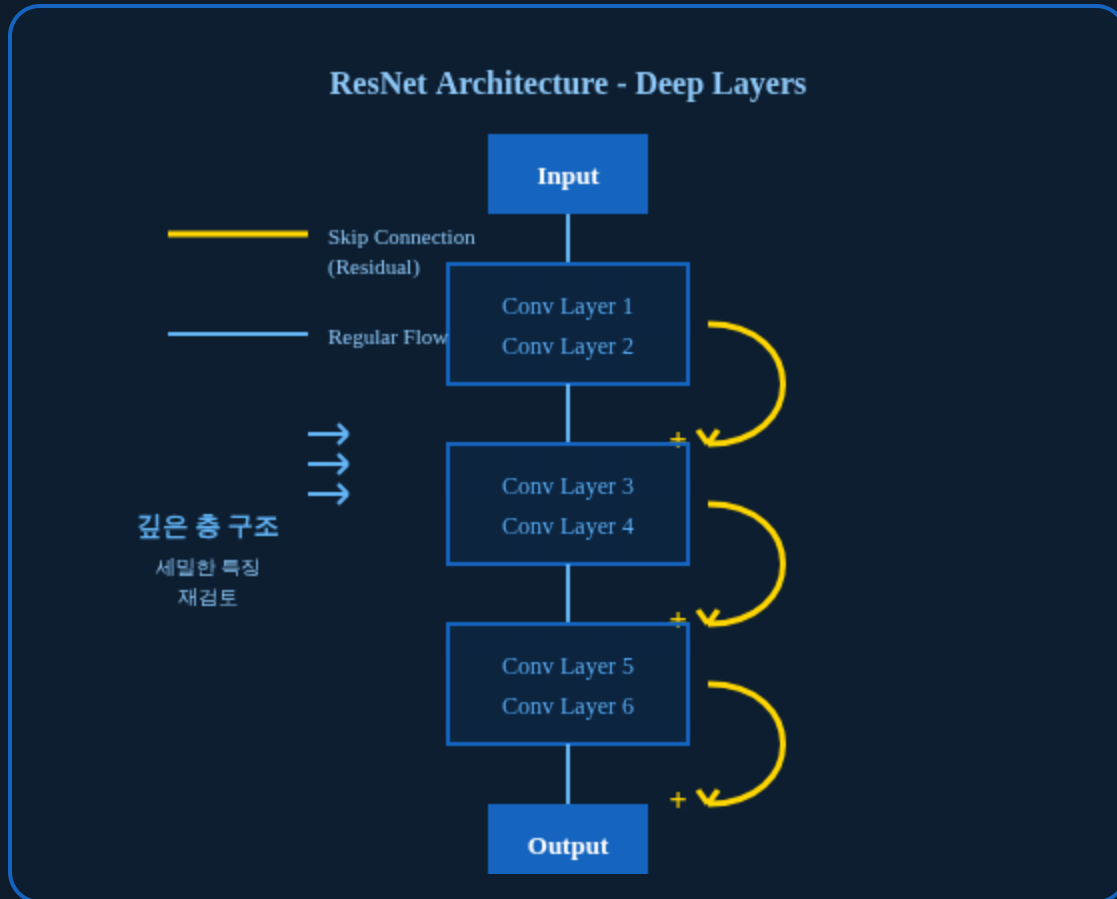 ResNet Architecture - Deep Layers
Input
Skip Connection
(Residual)
Regular Flow
Conv Layer 1
Conv Layer 2
+
Conv Layer 3
Conv Layer 4
깊은 층 구조
세밀한 특징
재검토
+
Conv Layer 5
Conv Layer 6
+
Output